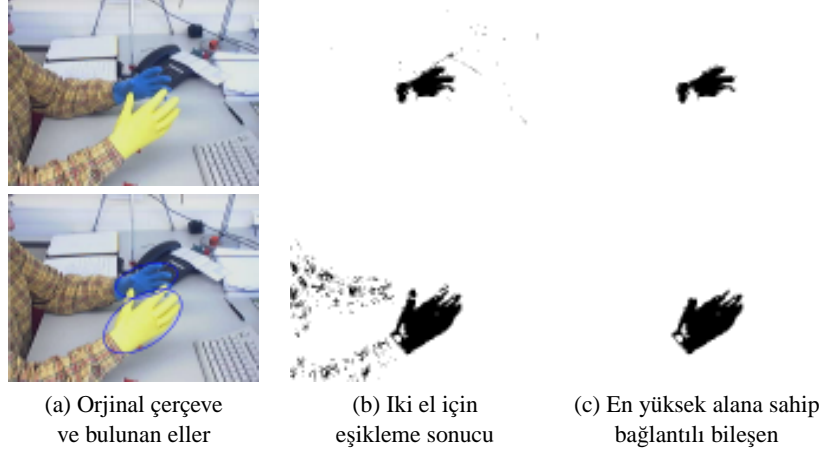 (a) Orjinal çerçeve
ve bulunan eller
(b) Iki el için
eşikleme sonucu
(c) En yüksek alana sahip
bağlantılı bileşen